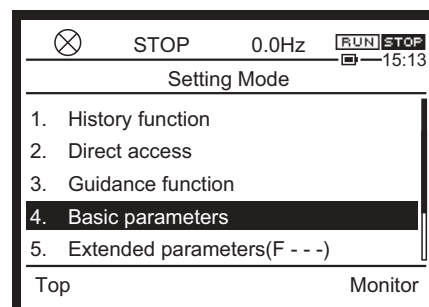 STOP 0.0Hz RUN STOP
15:13
Setting Mode
1. History function
2. Direct access
3. Guidance function
4. Basic parameters
5. Extended parameters(F - - -)
Top Monitor